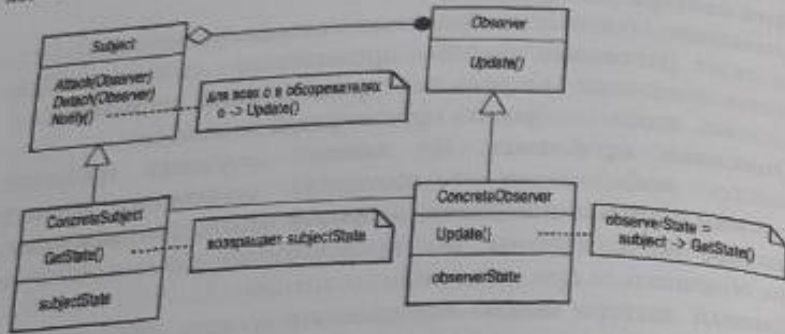 Subject
Attach(Observer)
Detach(Observer)
Notify()
для всех o в обсерверателях
o -> Update()
Observer
Update()
ConcreteSubject
GetState()
subjectState
возвращает subjectState
ConcreteObserver
Update()
observerState
observerState =
subject -> GetState()